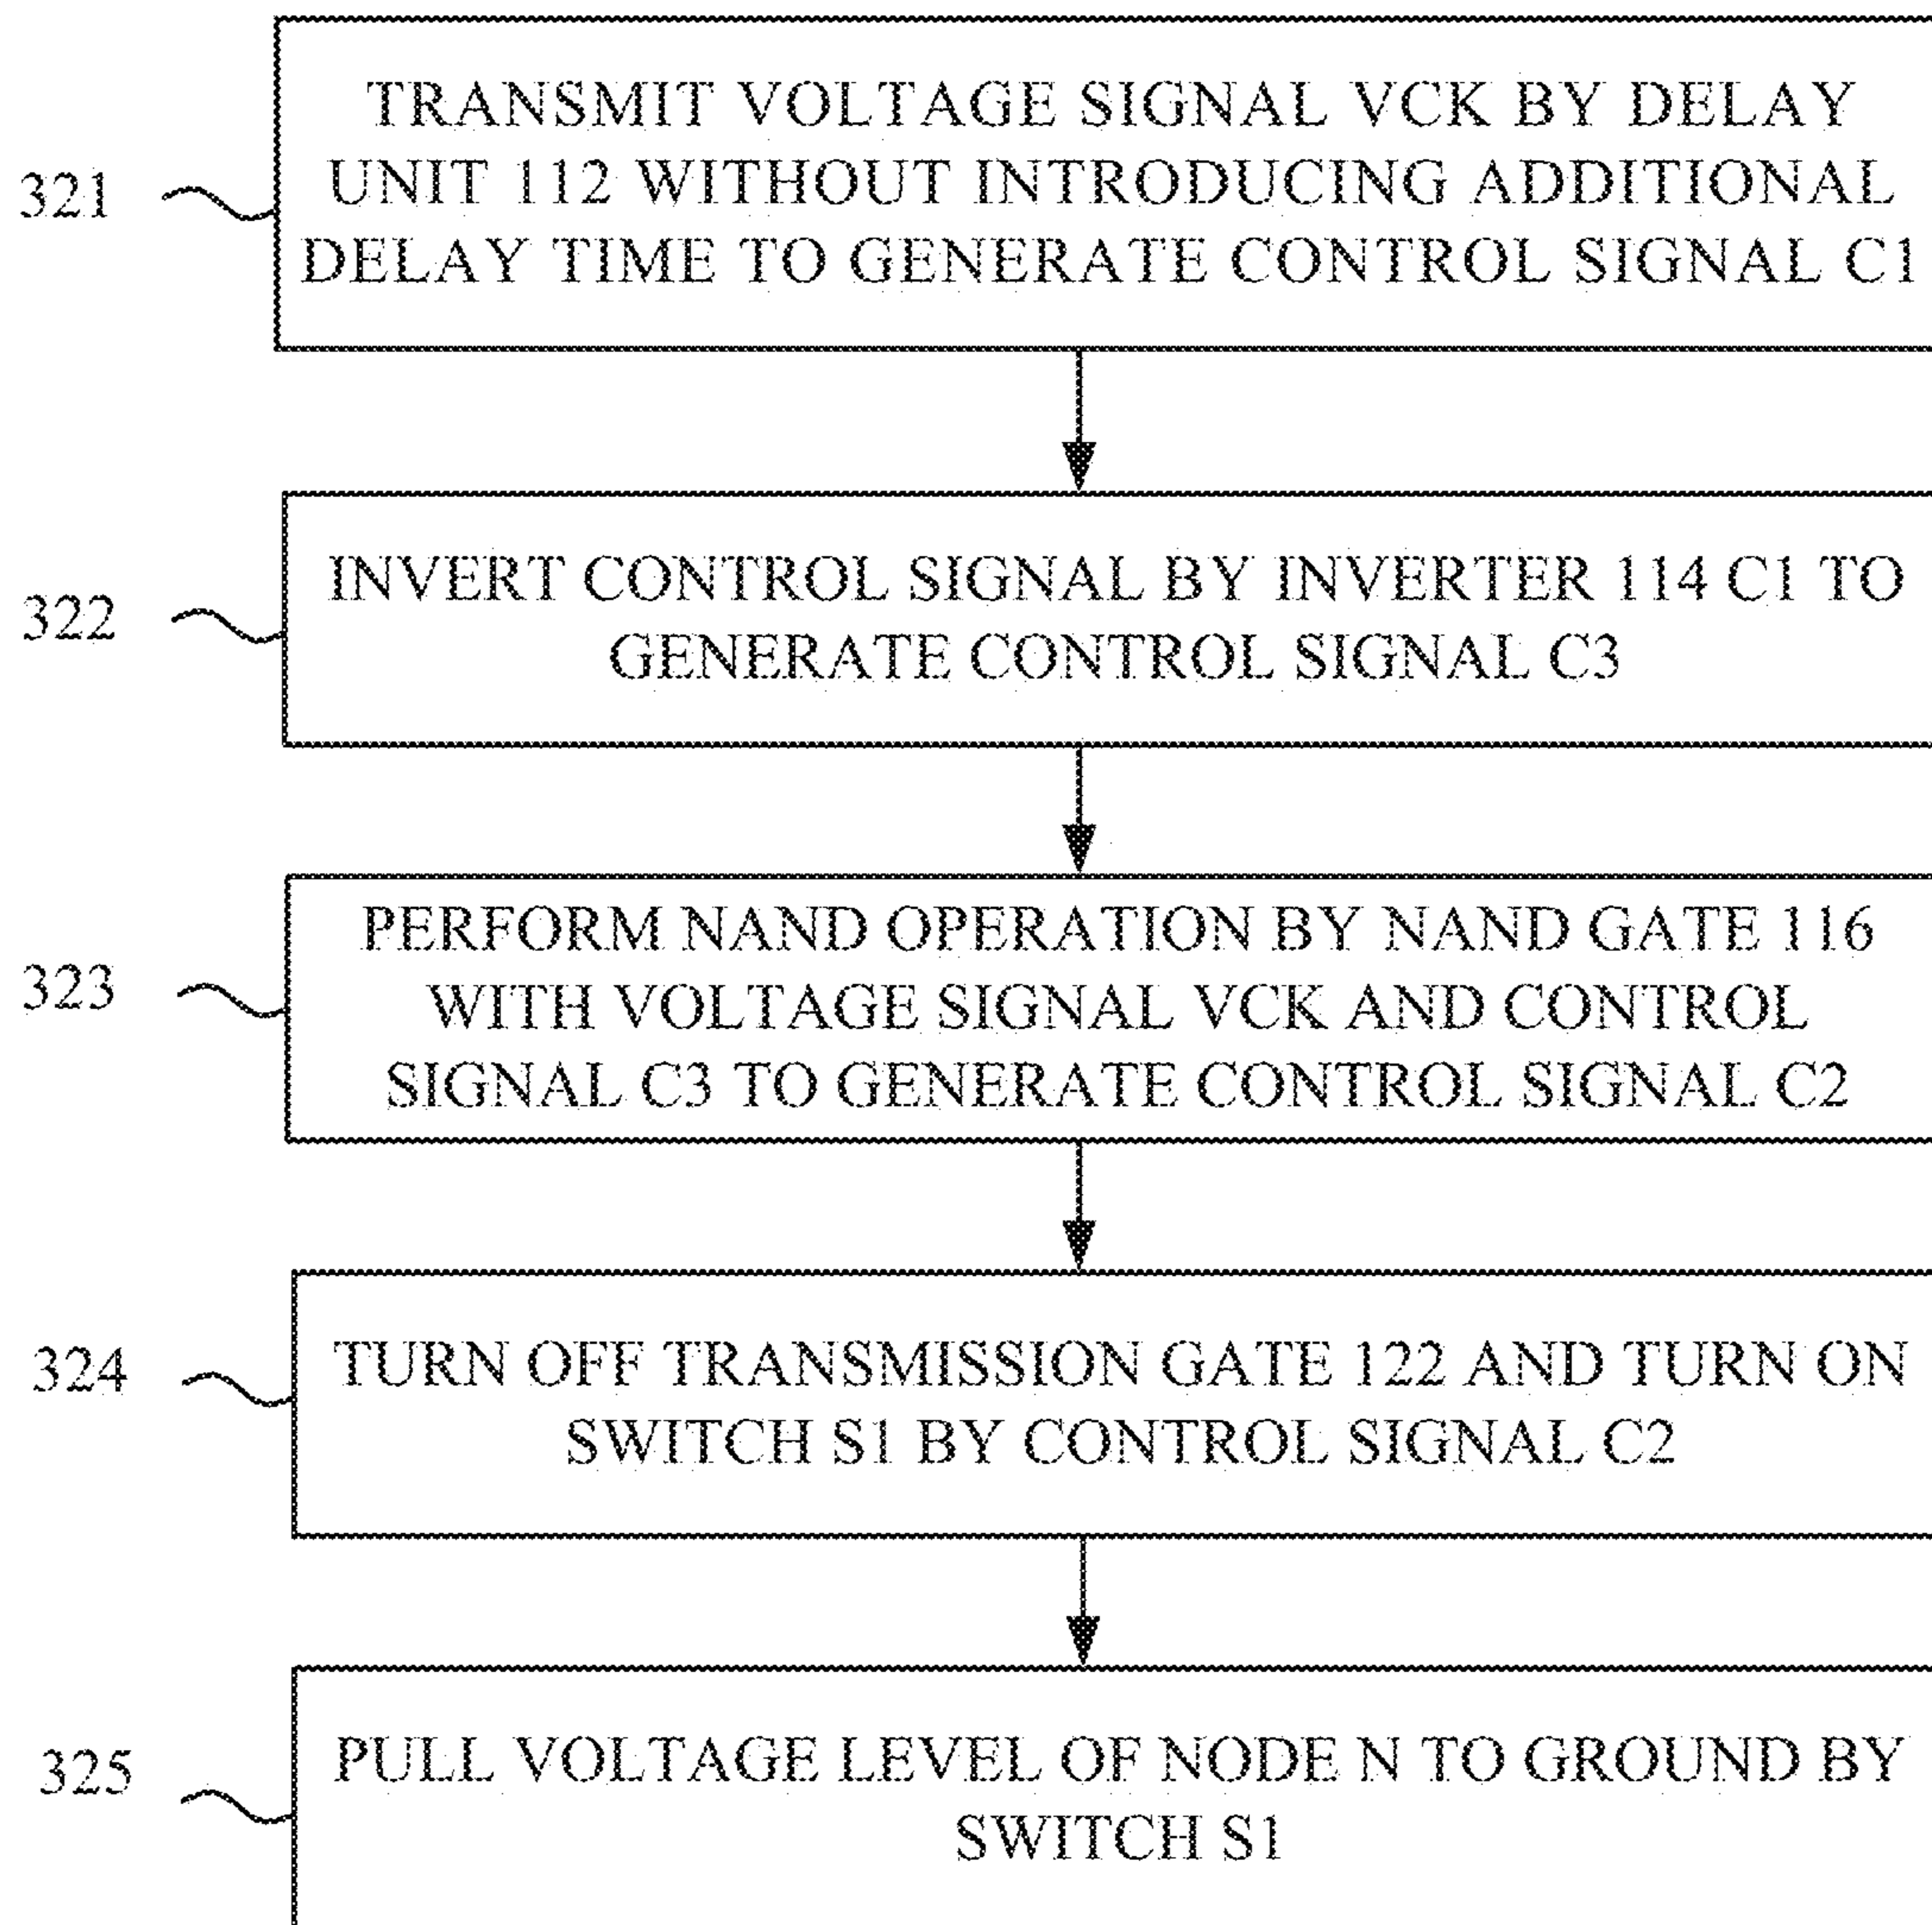 321
TRANSMIT VOLTAGE SIGNAL VCK BY DELAY
UNIT 112 WITHOUT INTRODUCING ADDITIONAL
DELAY TIME TO GENERATE CONTROL SIGNAL C1
322
INVERT CONTROL SIGNAL BY INVERTER 114 C1 TO
GENERATE CONTROL SIGNAL C3
323
PERFORM NAND OPERATION BY NAND GATE 116
WITH VOLTAGE SIGNAL VCK AND CONTROL
SIGNAL C3 TO GENERATE CONTROL SIGNAL C2
324
TURN OFF TRANSMISSION GATE 122 AND TURN ON
SWITCH S1 BY CONTROL SIGNAL C2
325
PULL VOLTAGE LEVEL OF NODE N TO GROUND BY
SWITCH S1